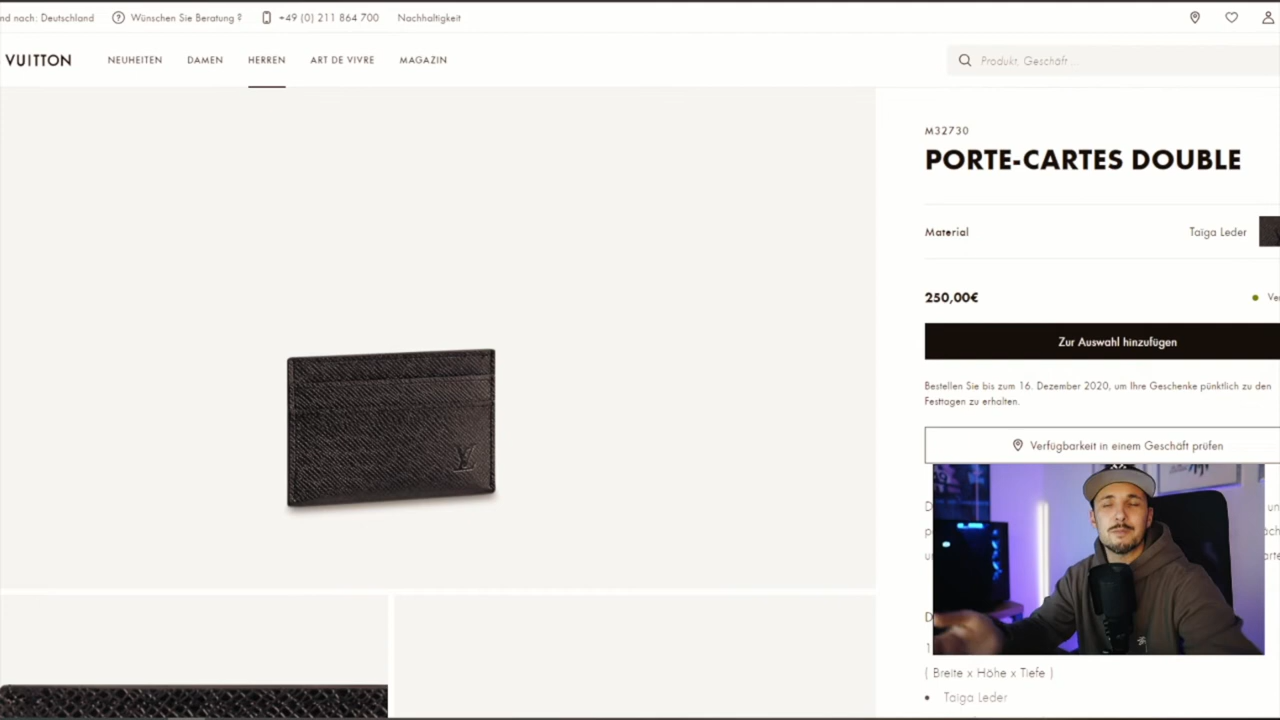 nd nach: Deutschland
Wünschen Sie Beratung ?
+49 (0) 211 864 700
Nachhaltigkeit
VUITTON
NEUHEITEN
DAMEN
HERREN
ART DE VIVRE
MAGAZIN
Produkt, Geschäft ...
M32730
PORTE-CARTES DOUBLE
Material
Taiga Leder
250,00€
Zur Auswahl hinzufügen
Bestellen Sie bis zum 16. Dezember 2020, um Ihre Geschenke pünktlich zu den
Festtagen zu erhalten.
Verfügbarkeit in einem Geschäft prüfen
( Breite x Höhe x Tiefe )
• Taiga Leder